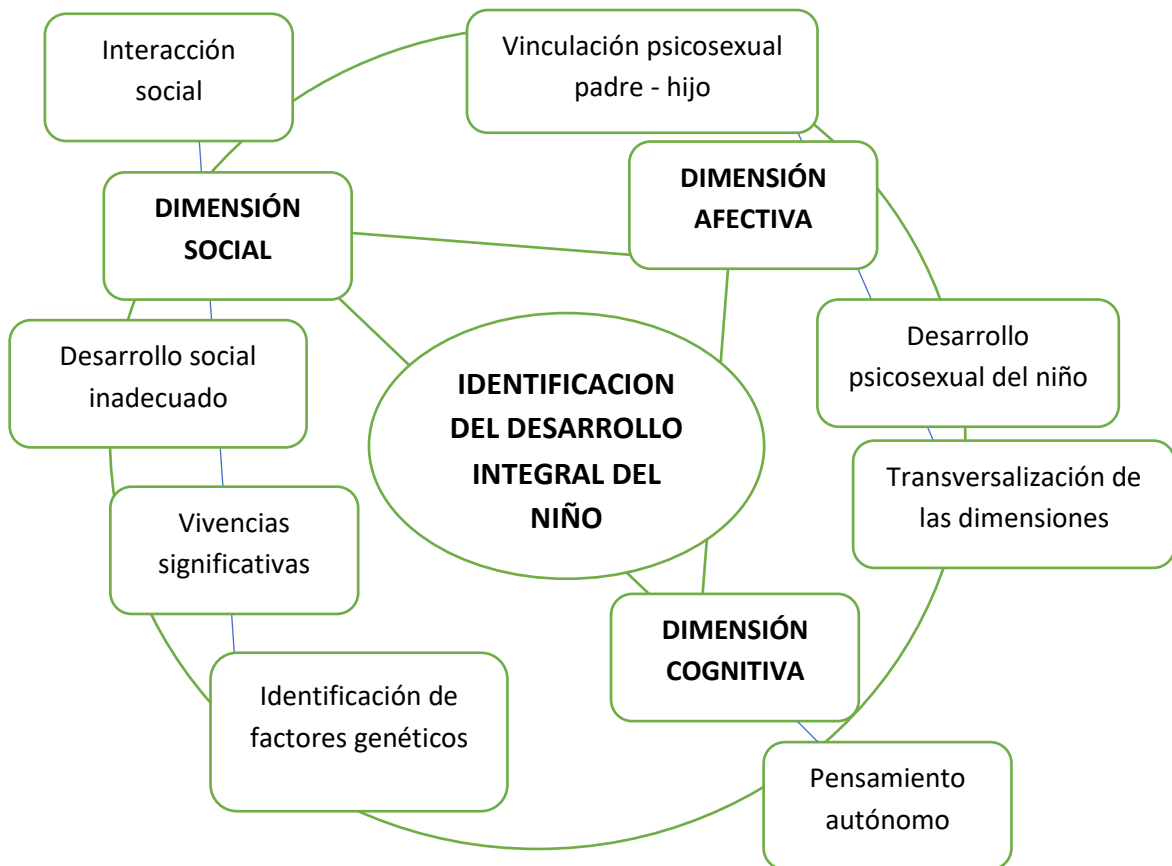 Interacción
social
Vinculación psicosexual
padre - hijo
DIMENSIÓN
SOCIAL
DIMENSIÓN
AFECTIVA
Desarrollo social
inadecuado
IDENTIFICACION
DEL DESARROLLO
INTEGRAL DEL
NIÑO
Desarrollo
psicosexual del niño
Transversalización de
las dimensiones
Vivencias
significativas
DIMENSIÓN
COGNITIVA
Identificación de
factores genéticos
Pensamiento
autónomo